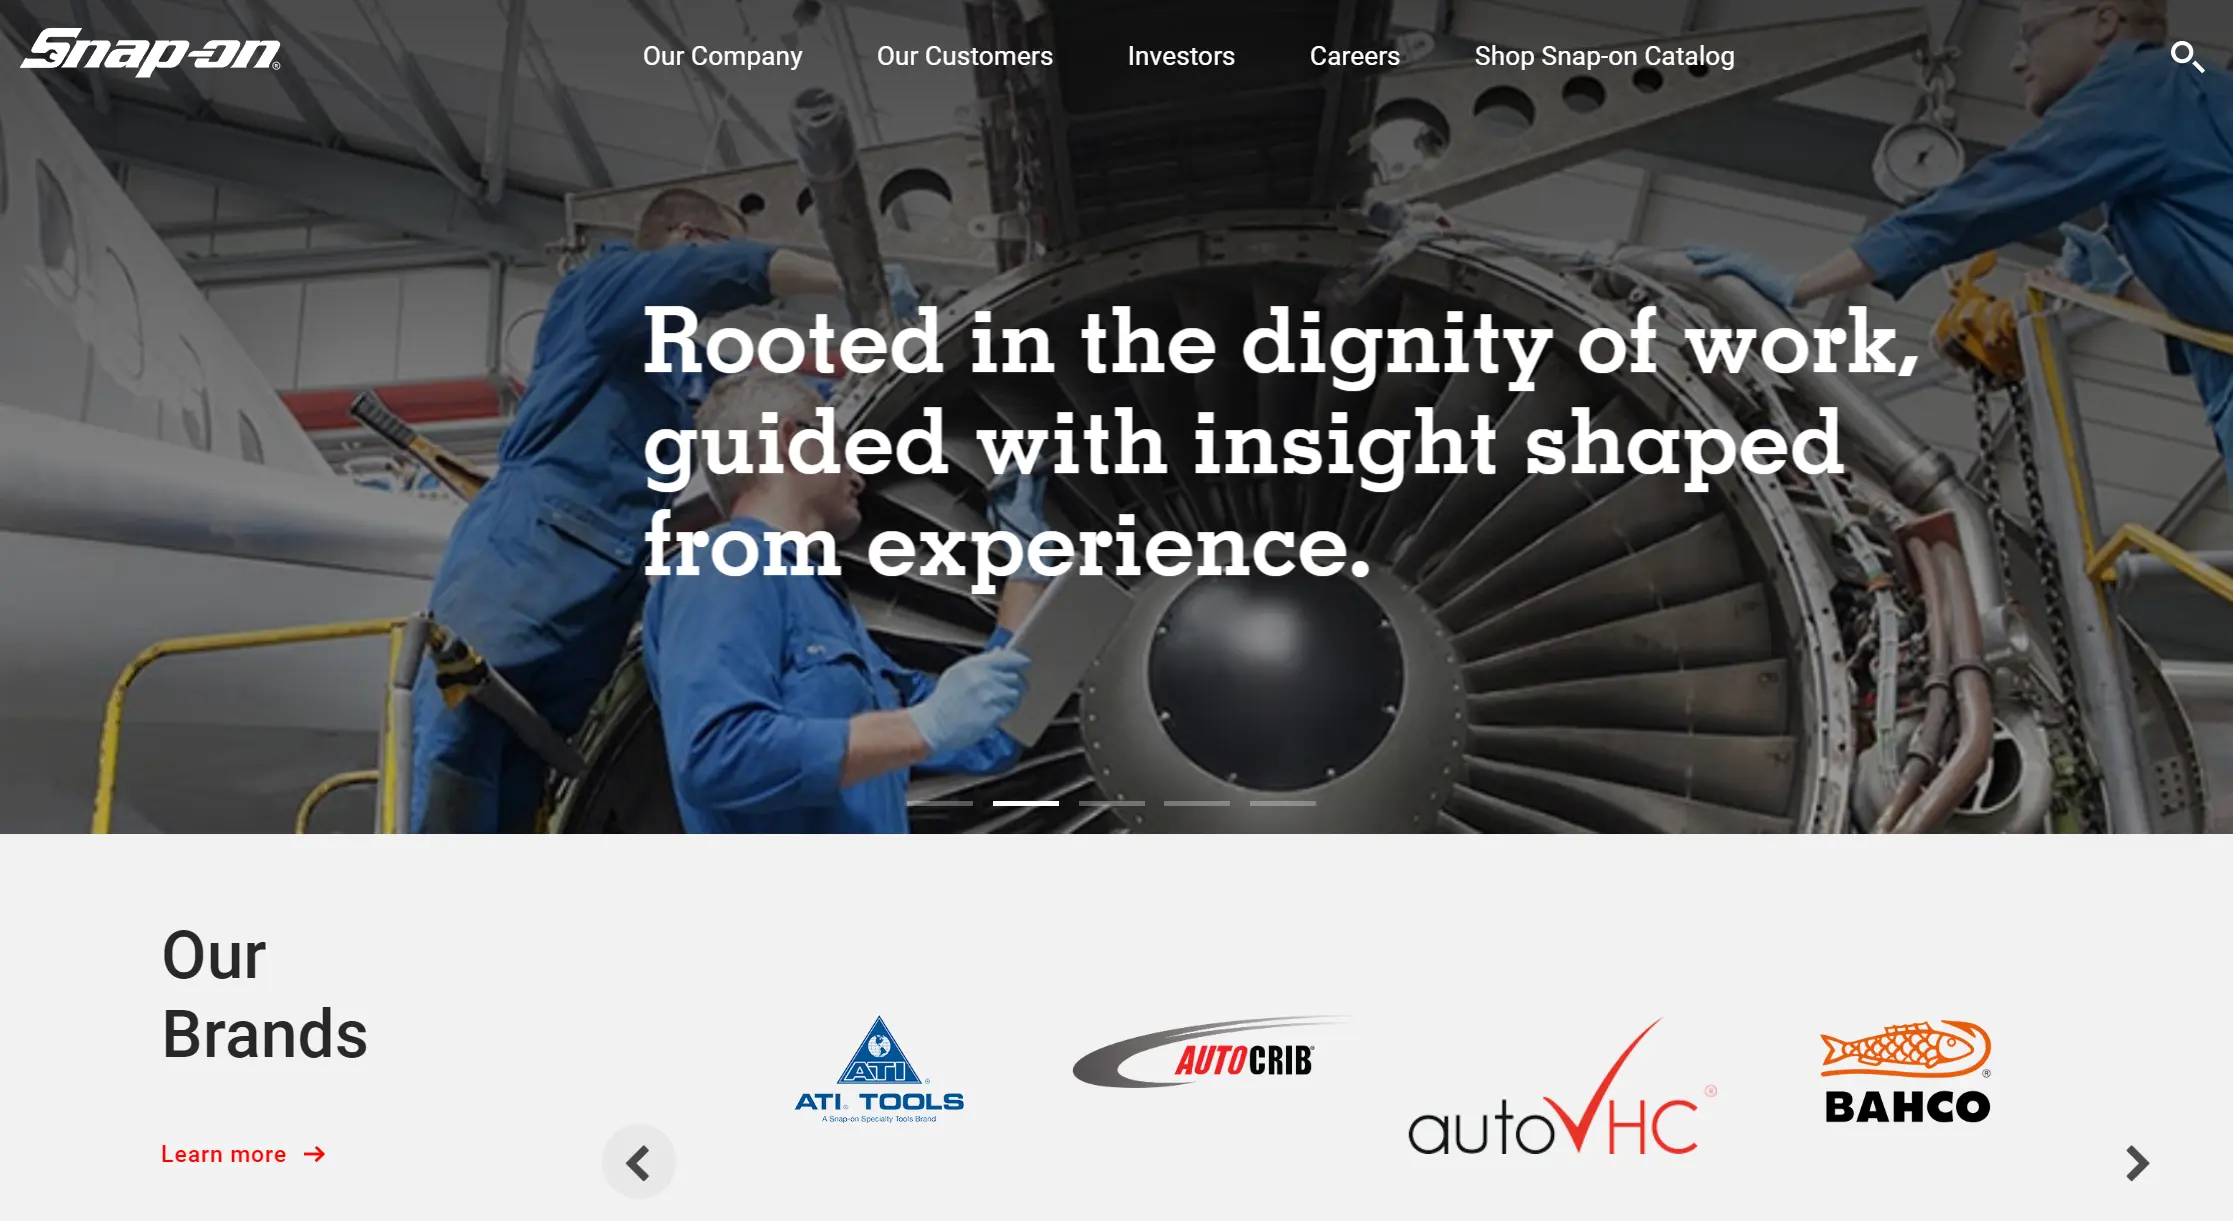 Snap-on®
Our Company
Our Customers
Investors
Careers
Shop Snap-on Catalog
Rooted in the dignity of work,
guided with insight shaped
from experience.
Our
Brands
Learn more
ATI
ATI® TOOLS
A Snap-on Specialty Tools Brand
AUTOCRIB®
autoVHC®
BAHCO®